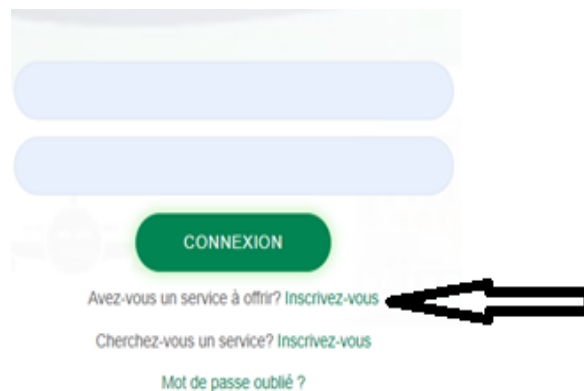 CONNEXION
Avez-vous un service à offrir? Inscrivez-vous
Cherchez-vous un service? Inscrivez-vous
Mot de passe oublié ?